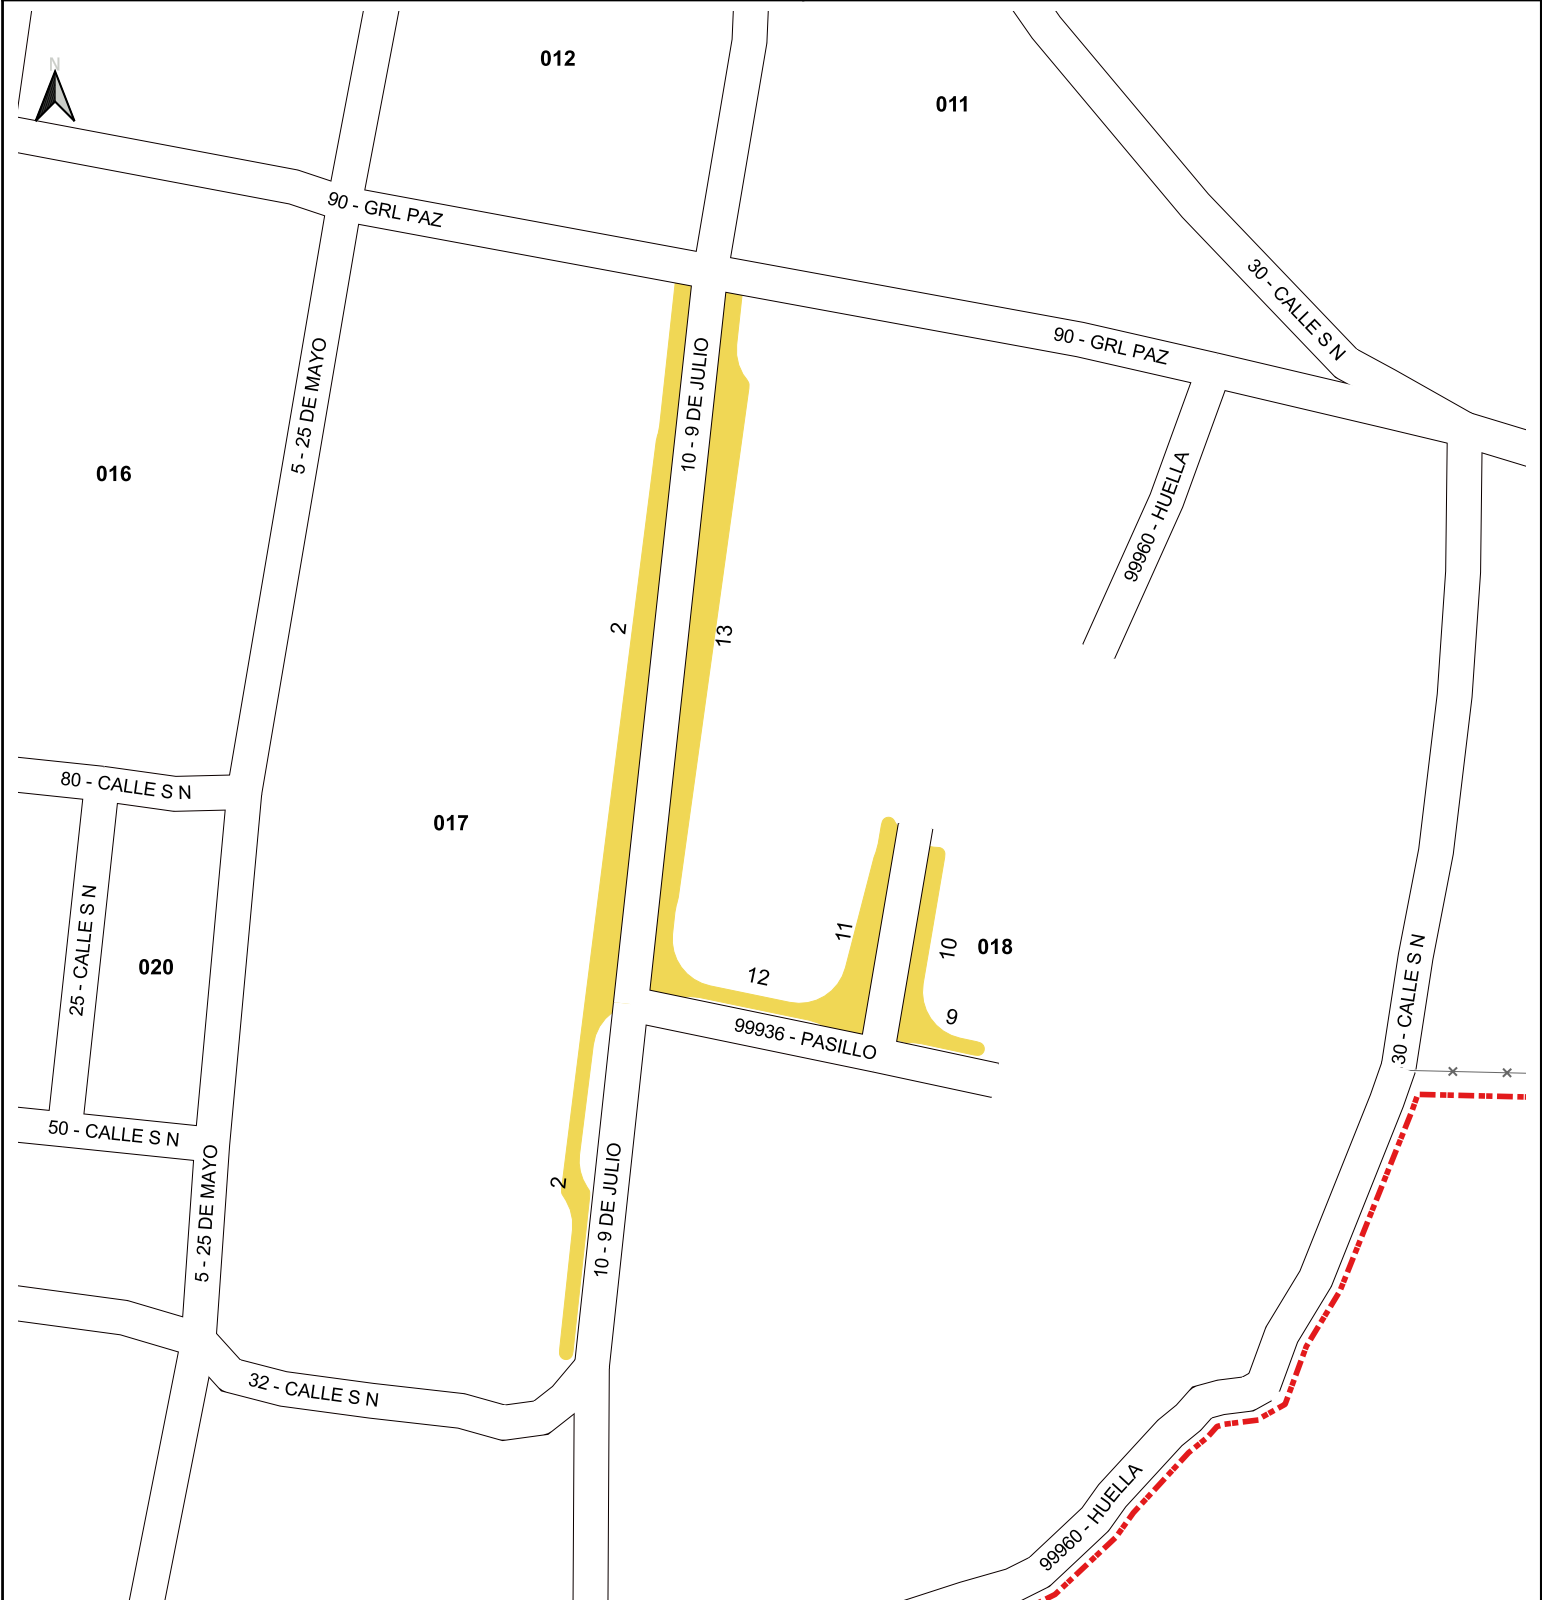 012
N
011
90 - GRL PAZ
30 - CALLE S N
90 - GRL PAZ
5 - 25 DE MAYO
10 - 9 DE JULIO
016
99960 - HUELLA
2
13
80 - CALLE S N
017
25 - CALLE S N
11
10
018
020
12
9
99936 - PASILLO
30 - CALLE S N
50 - CALLE S N
5 - 25 DE MAYO
2
10 - 9 DE JULIO
32 - CALLE S N
99960 - HUELLA